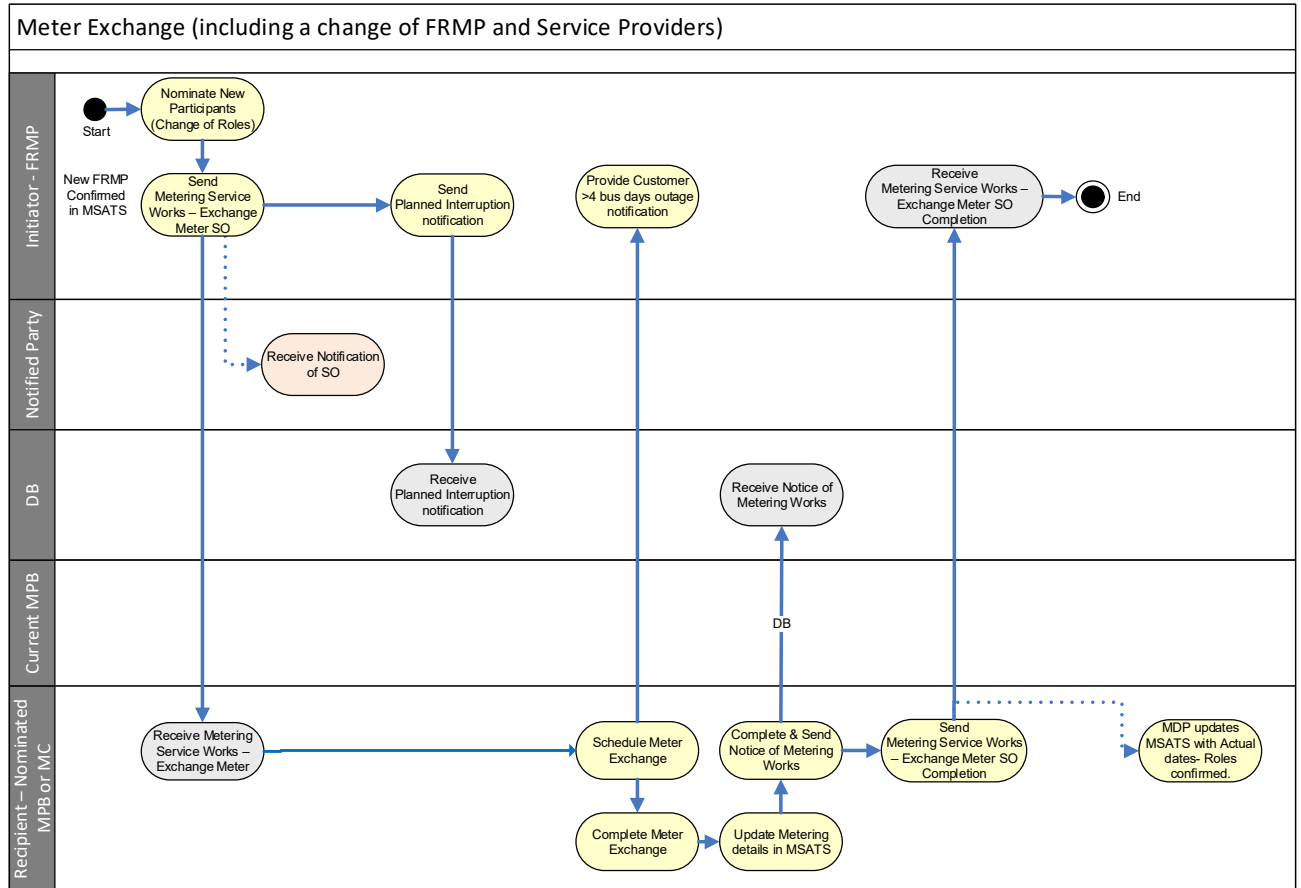 Meter Exchange (including a change of FRMP and Service Providers)
Initiator - FRMP
Start
Nominate New
Participants
(Change of Roles)
New FRMP
Confirmed
in MSATS
Send
Metering Service
Works – Exchange
Meter SO
Send
Planned Interruption
notification
Provide Customer
>4 bus days outage
notification
Receive
Metering Service Works –
Exchange Meter SO
Completion
End
Notified Party
Receive Notification
of SO
DB
Receive
Planned Interruption
notification
Receive Notice of
Metering Works
Current MPB
DB
Recipient – Nominated
MPB or MC
Receive Metering
Service Works –
Exchange Meter
Schedule Meter
Exchange
Complete & Send
Notice of Metering
Works
Send
Metering Service Works
– Exchange Meter SO
Completion
MDP updates
MSATS with Actual
dates- Roles
confirmed.
Complete Meter
Exchange
Update Metering
details in MSATS